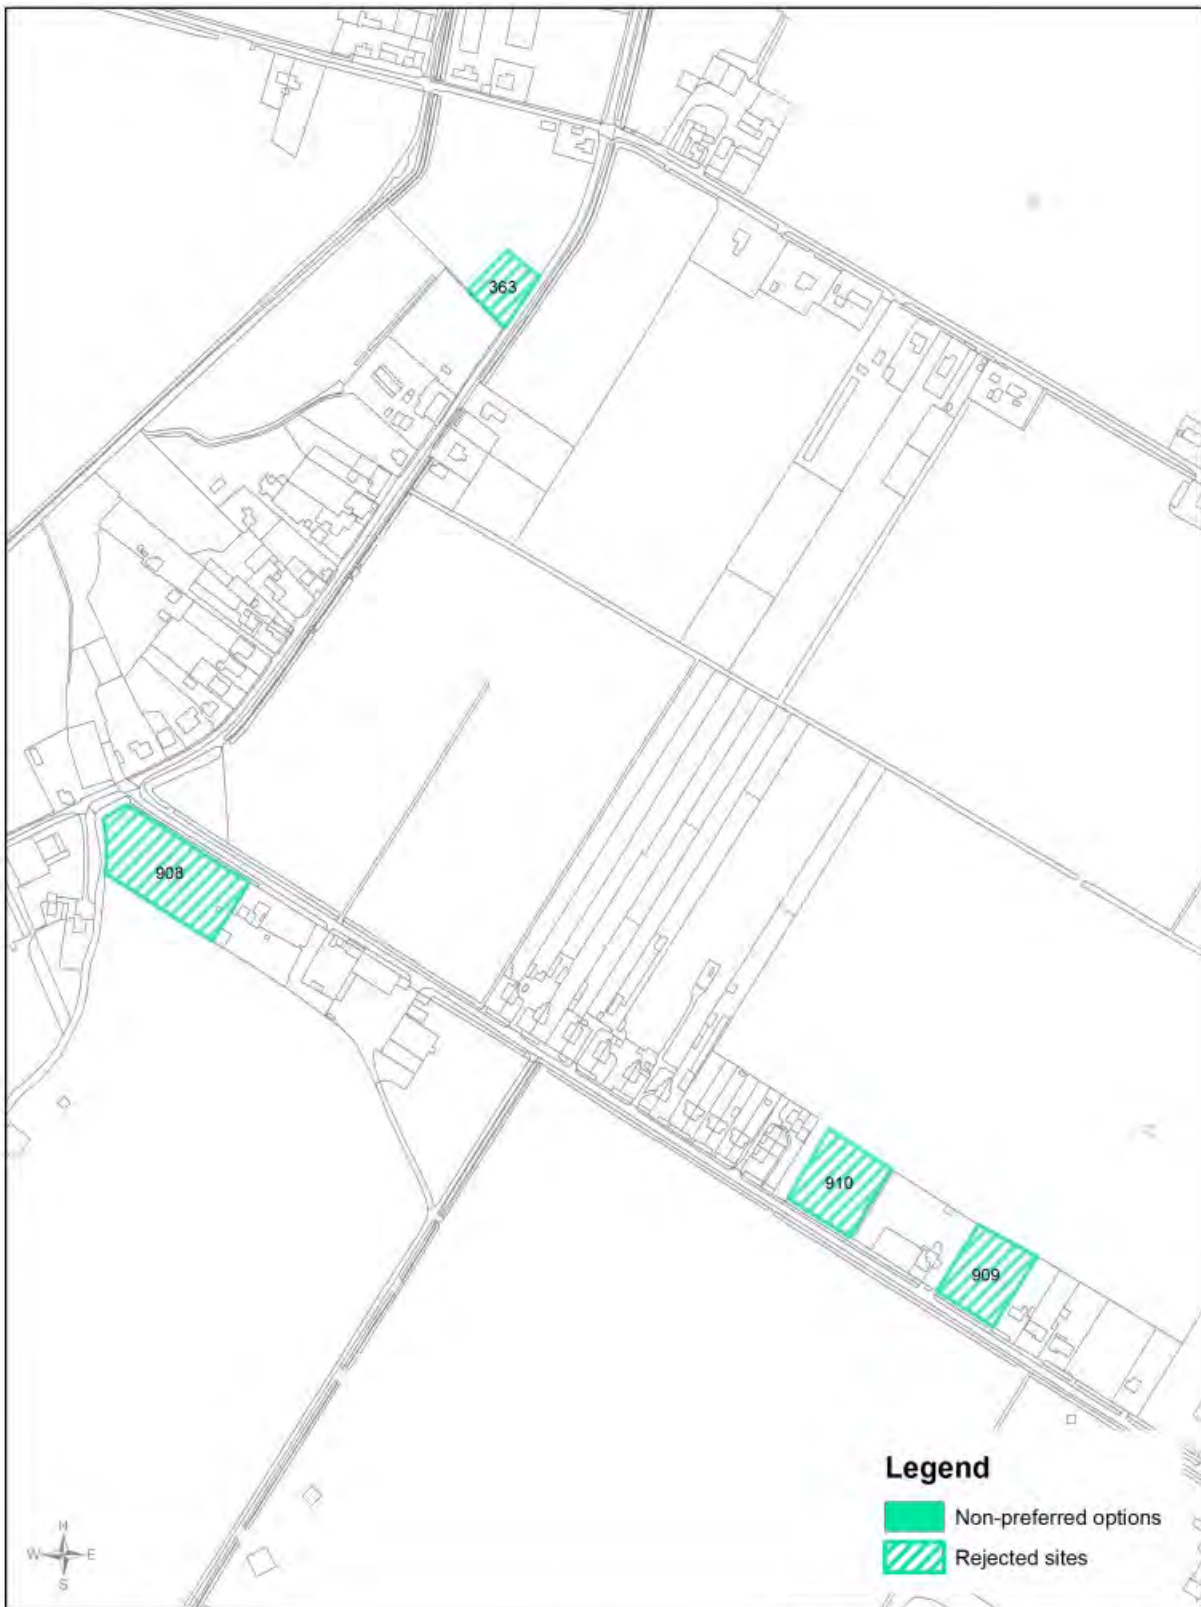 363
908
910
909
Legend
Non-preferred options
Rejected sites
N
W E
S